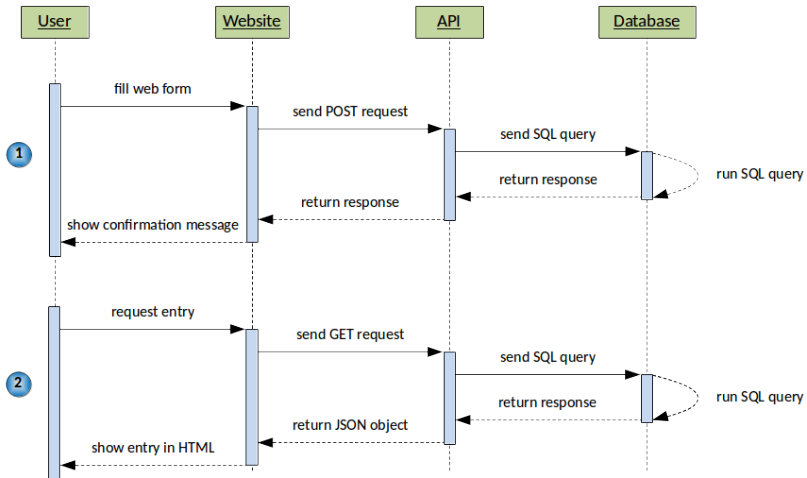 User
Website
API
Database
1
fill web form
send POST request
send SQL query
run SQL query
return response
return response
show confirmation message
2
request entry
send GET request
send SQL query
run SQL query
return response
return JSON object
show entry in HTML